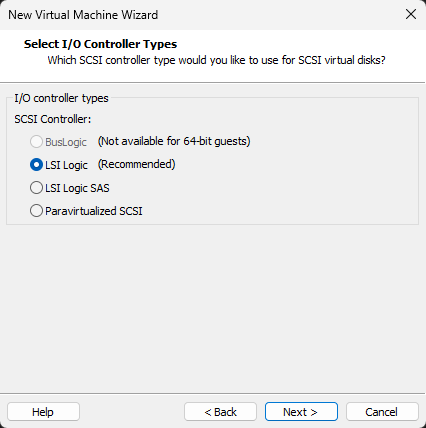 New Virtual Machine Wizard
Select I/O Controller Types
Which SCSI controller type would you like to use for SCSI virtual disks?
I/O controller types
SCSI Controller:
BusLogic (Not available for 64-bit guests)
LSI Logic (Recommended)
LSI Logic SAS
Paravirtualized SCSI
Help < Back Next > Cancel